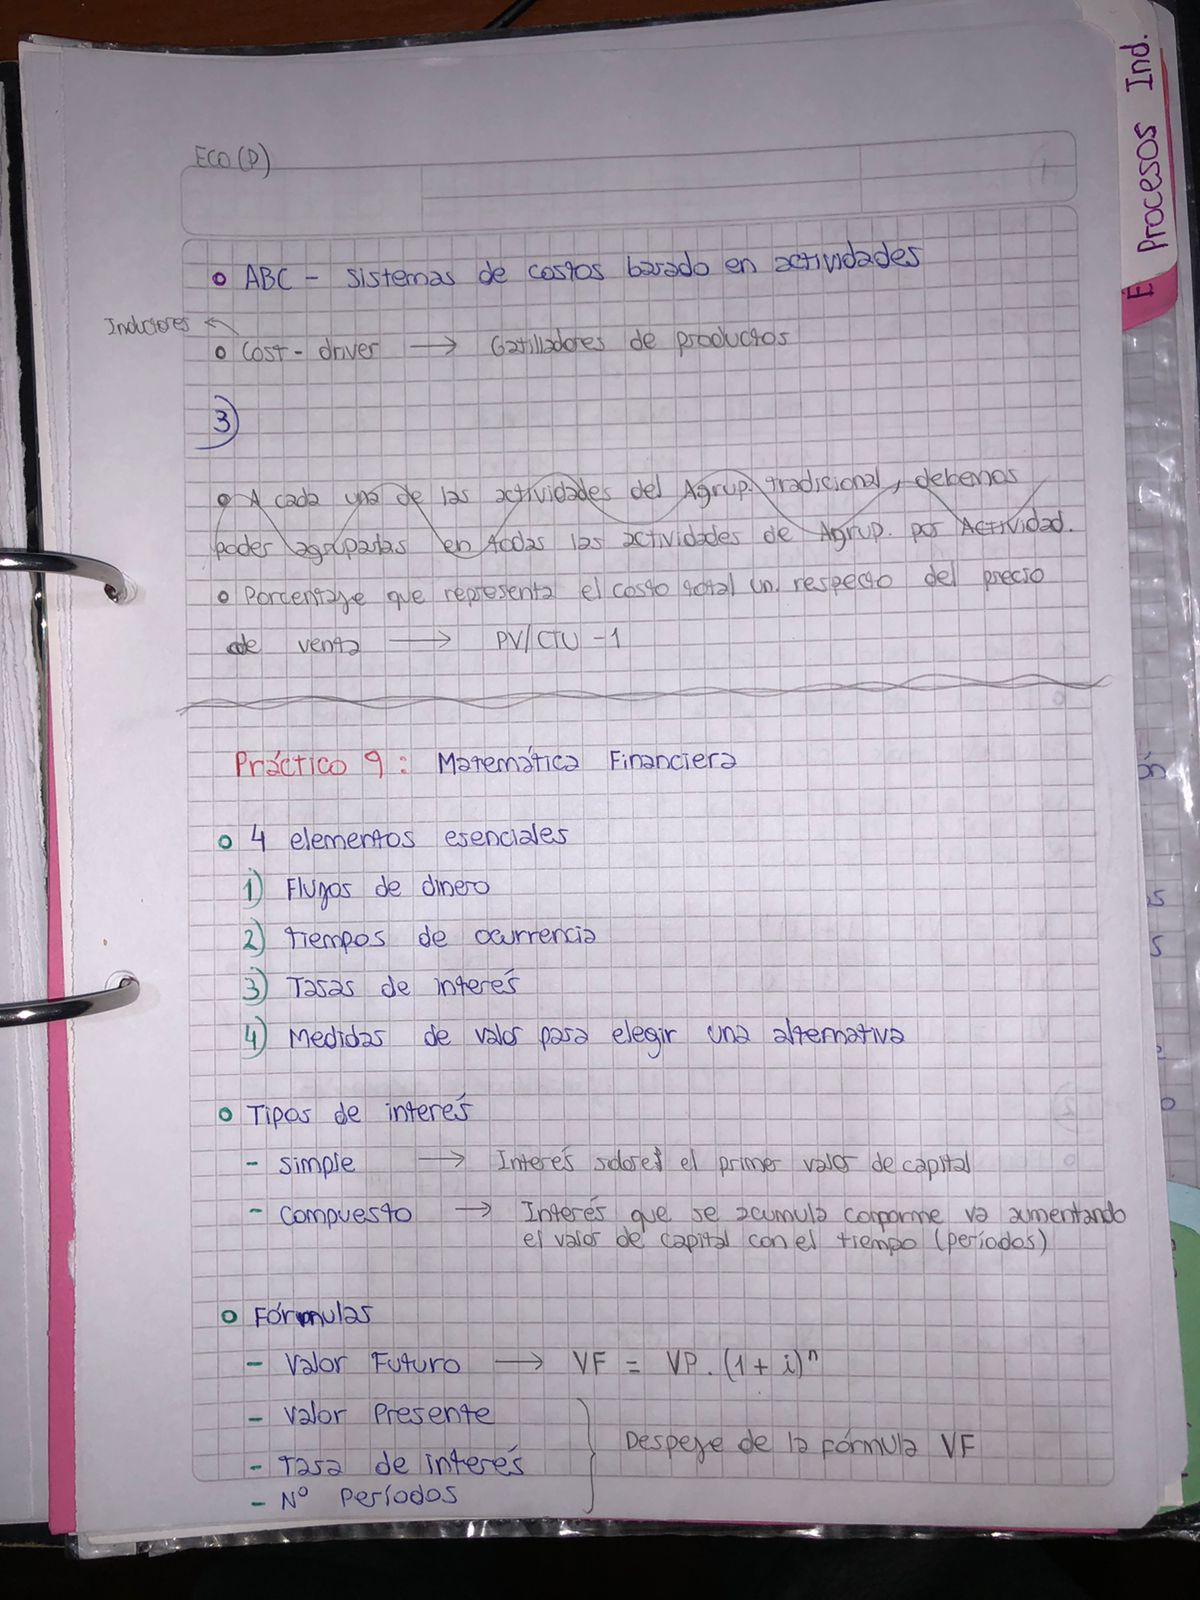 ECO (P)
E Procesos Ind.
• ABC - Sistemas de costos basado en actividades
Inductores ←
• Cost-driver → Gatilladores de productos
3)
• A cada una de las actividades del Agrup. tradicional, debemos
poder agruparlas en todas las actividades de Agrup. por Actividad.
• Porcentaje que representa el costo total un. respecto del precio
de venta → PV/CTU - 1
Práctico 9: Matemática Financiera
• 4 elementos esenciales
1) Flujos de dinero
2) tiempos de ocurrencia
3) Tasas de interés
4) Medidas de valor para elegir una alternativa
• Tipos de interés
- simple → Interés sobre el primer valor de capital
- compuesto → Interés que se acumula conforme va aumentando
el valor de capital con el tiempo (períodos)
• Fórmulas
- Valor Futuro → VF = VP. (1 + i)ⁿ
- Valor Presente
- Tasa de interés
- N° Períodos
Despeje de la fórmula VF